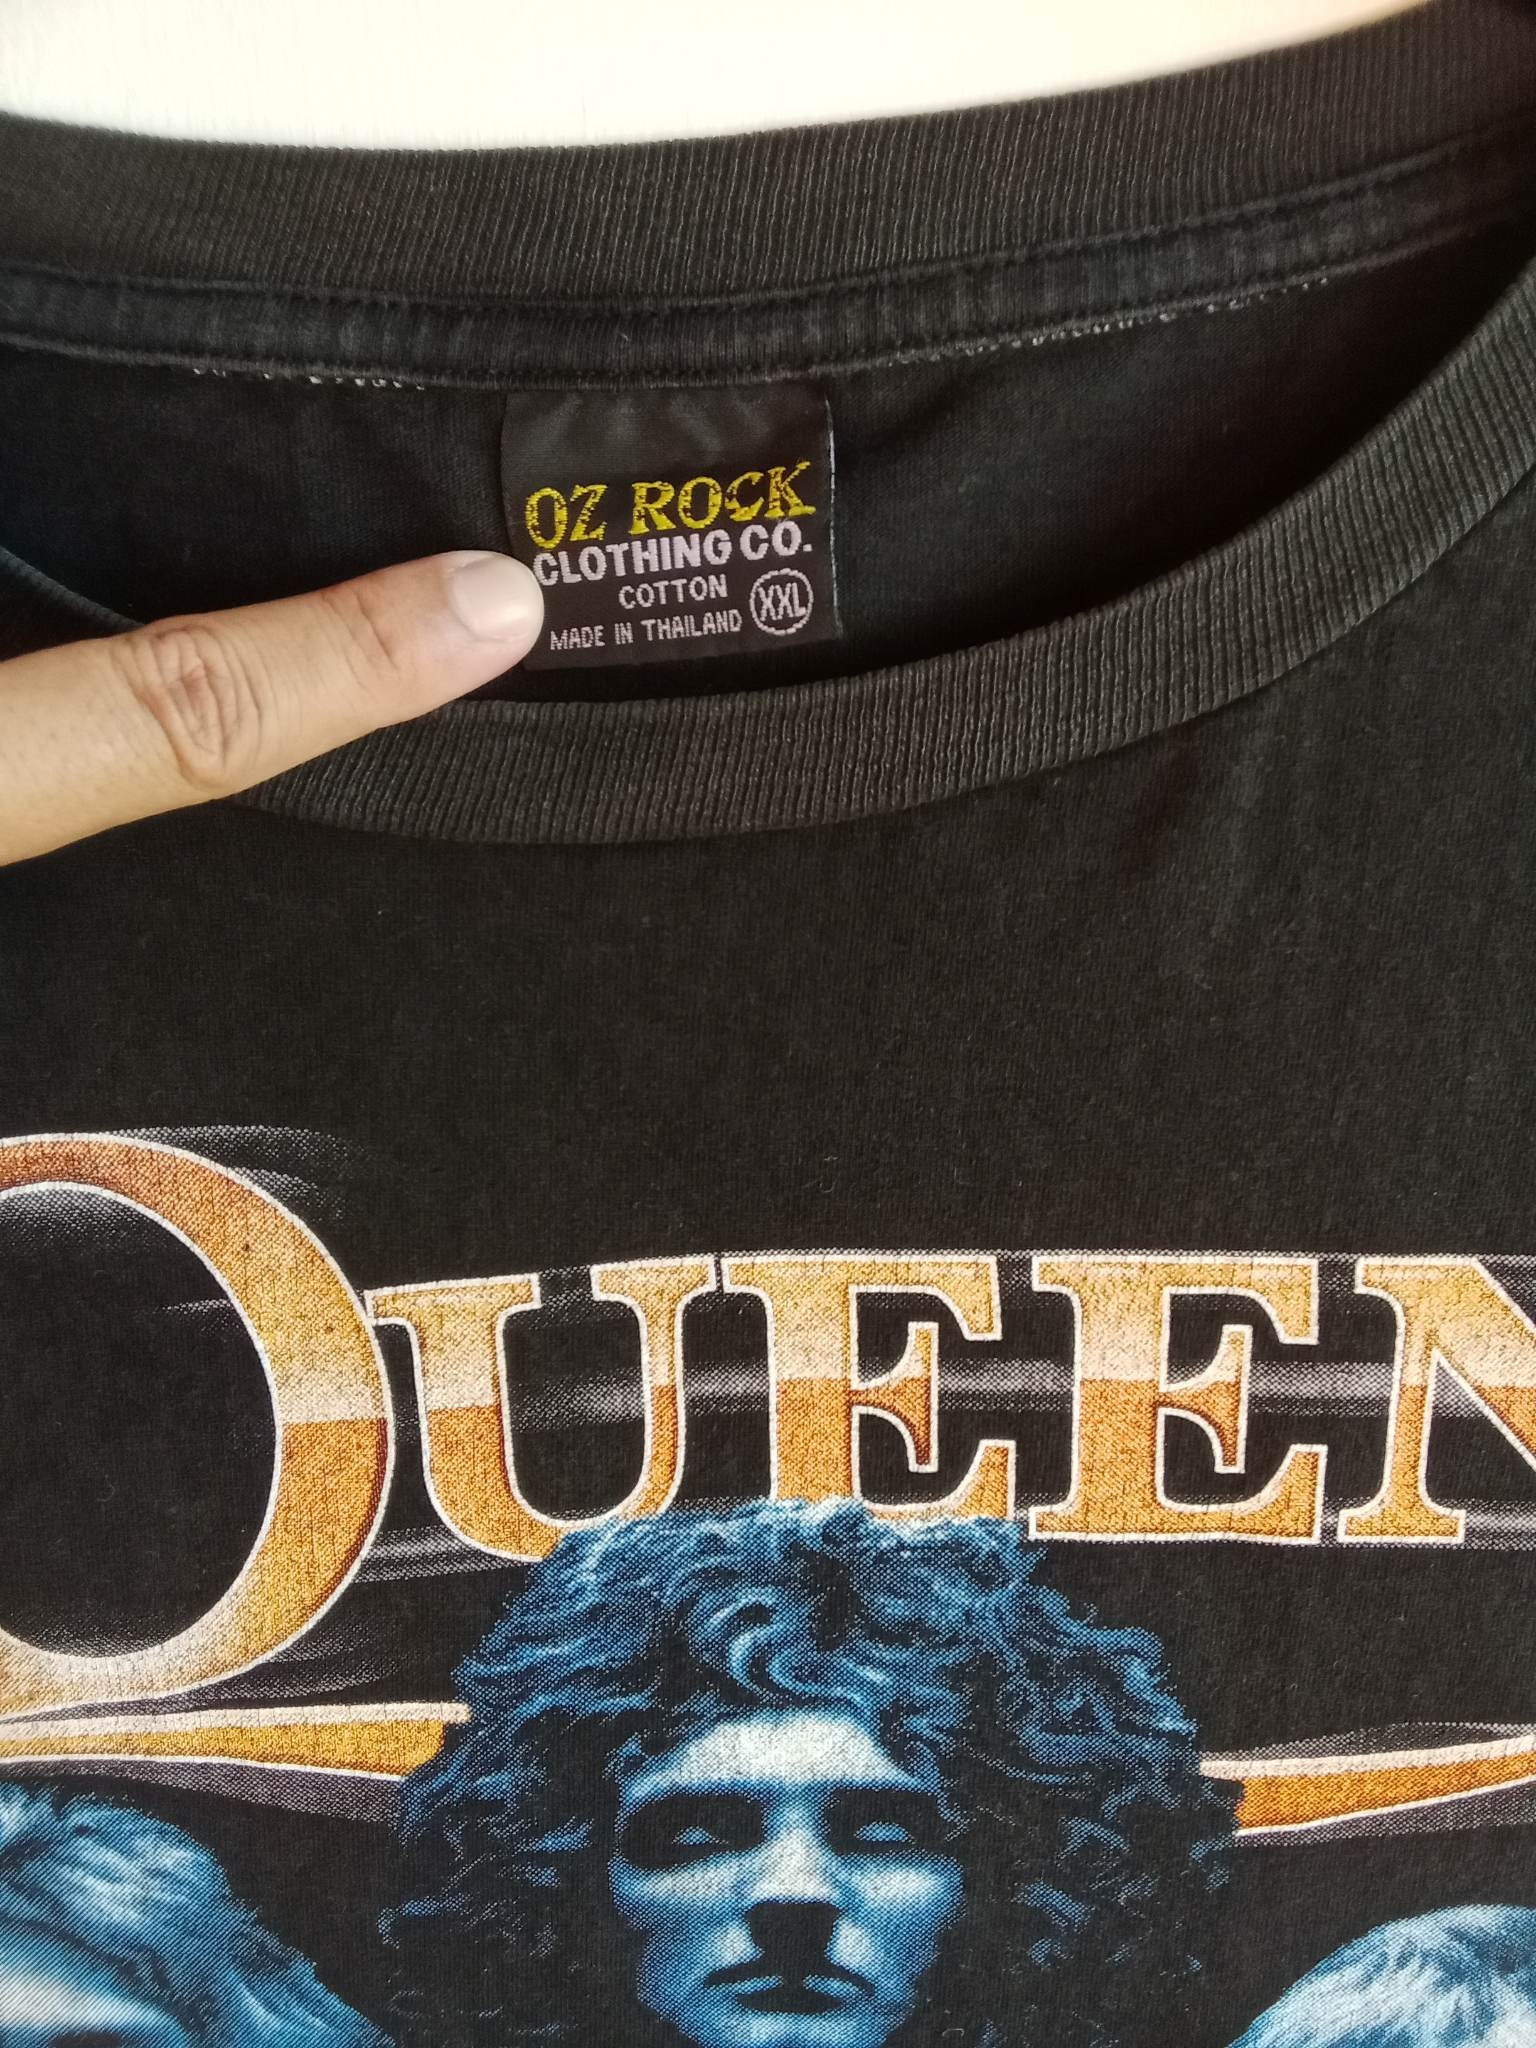 OZ ROCK
CLOTHING CO.
COTTON
MADE IN THAILAND XXL
QUEEN